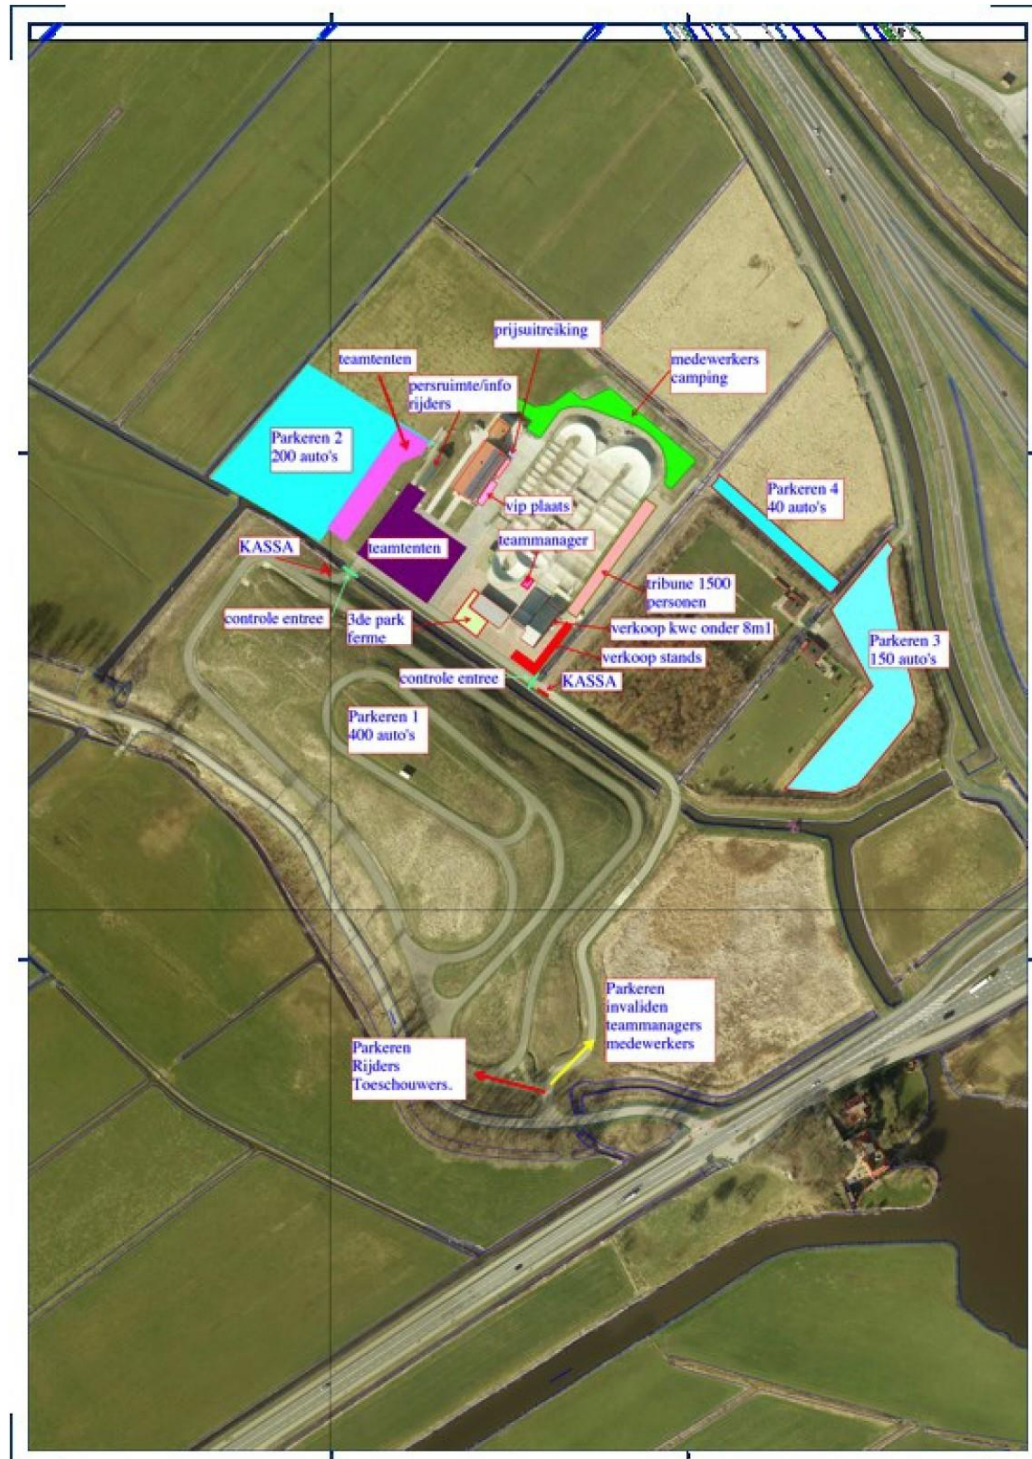 prijsuitreiking
teamtenten
medewerkers
camping
persruimte/info
rijders
Parkeren 2
200 auto's
Parkeren 4
40 auto's
vip plaats
teammanager
KASSA
teamtenten
tribune 1500
personen
controle entree
3de park
ferme
verkoop kwc onder 8m1
Parkeren 3
150 auto's
verkoop stands
controle entree
KASSA
Parkeren 1
400 auto's
Parkeren
invaliden
teammanagers
medewerkers
Parkeren
Rijders
Toeschouwers.